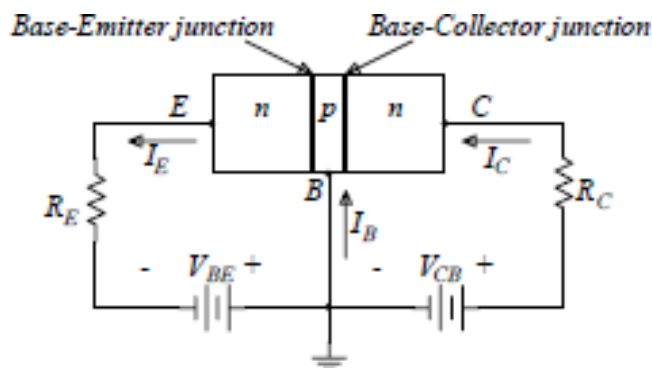 Base-Emitter junction Base-Collector junction
E n p n C
I_E I_C
R_E B R_C
I_B
- V_BE + - V_CB +